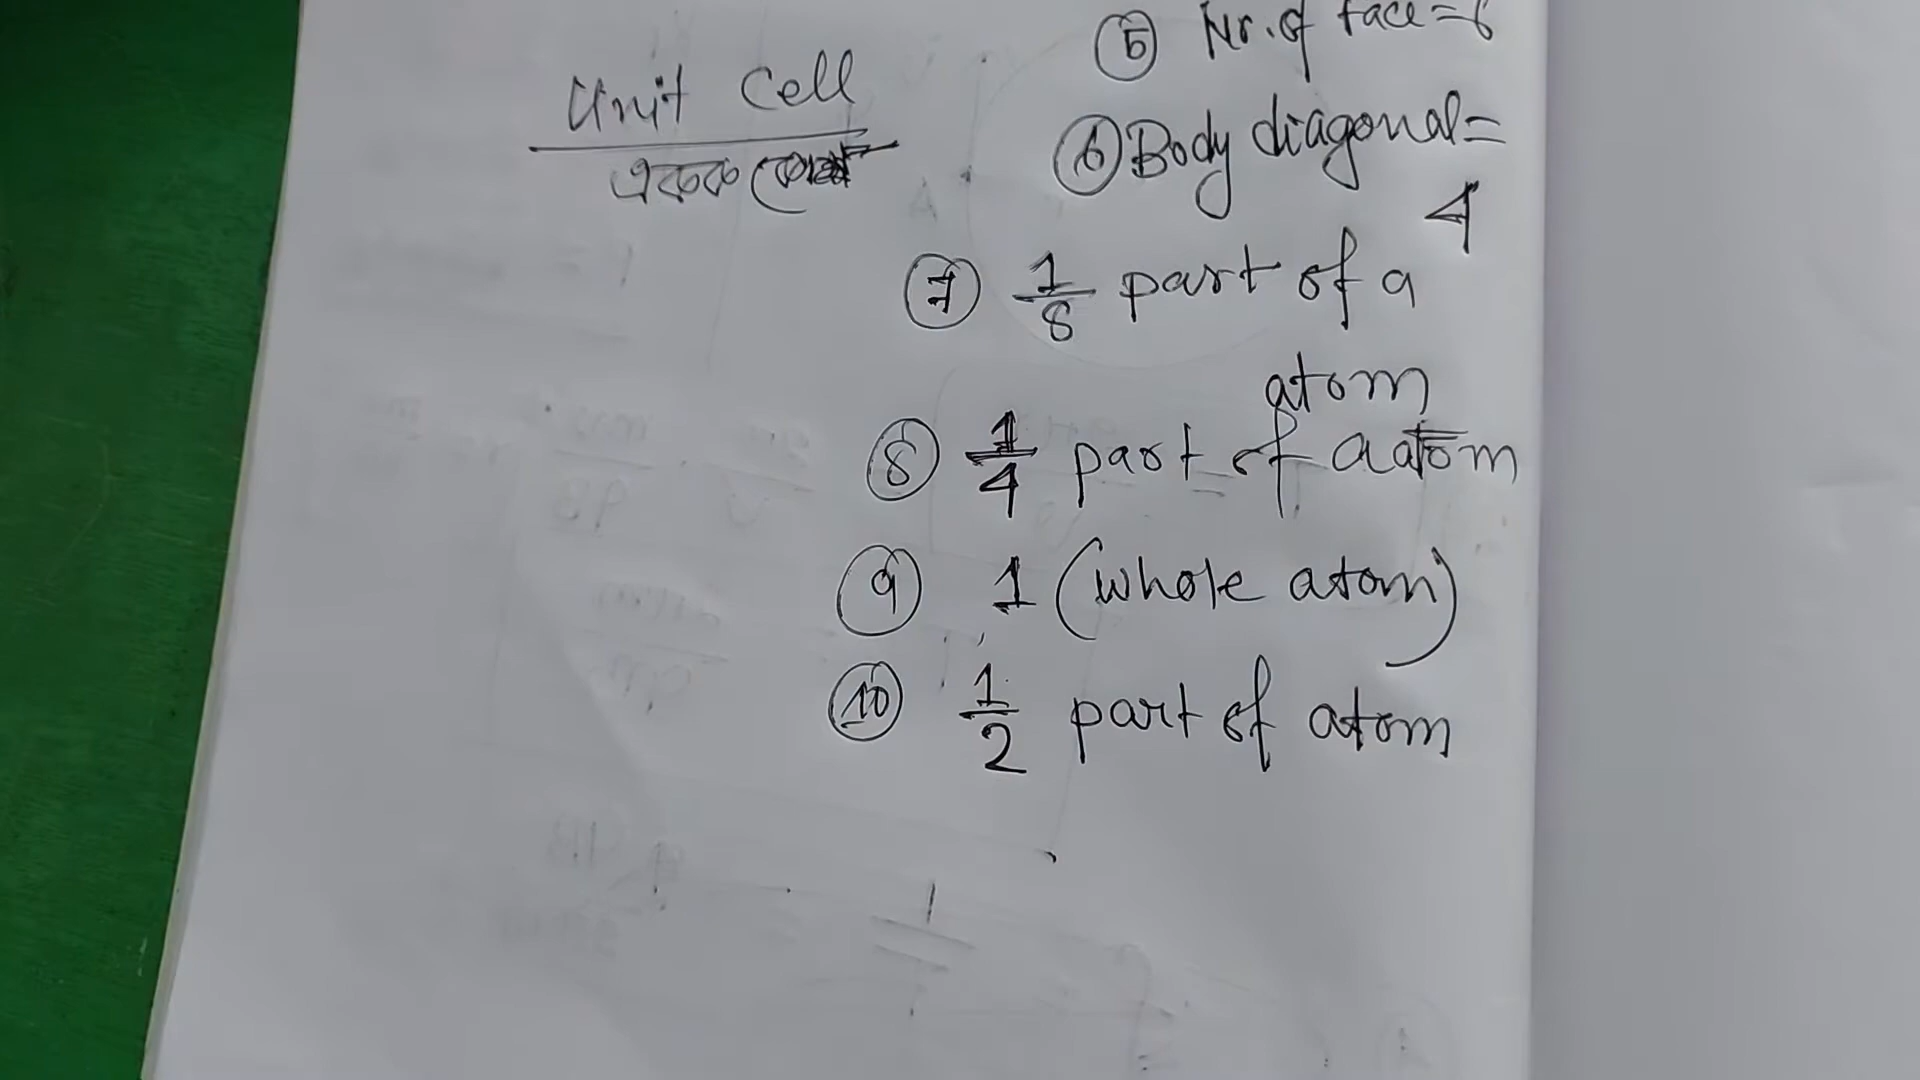 Unit Cell
একক
⑤ Nr. of face = 6
⑥ Body diagonal =
4
⑦ 1/8 part of a
atom
⑧ 1/4 part of a atom
⑨ 1 (whole atom)
⑩ 1/2 part of atom